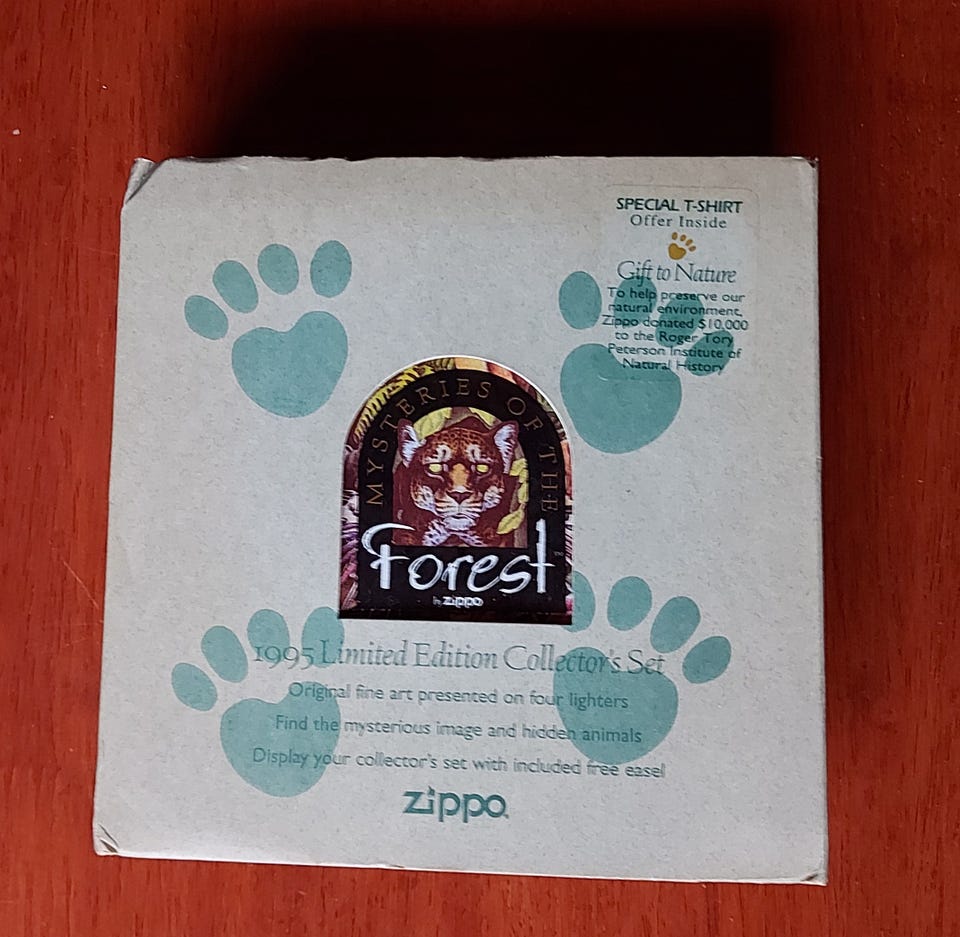 SPECIAL T-SHIRT
Offer Inside
Gift to Nature
To help preserve our
natural environment,
Zippo donated $10,000
to the Roger Tory
Peterson Institute of
Natural History
MYSTERIES OF THE
Forest™
by Zippo
1995 Limited Edition Collector's Set
Original fine art presented on four lighters
Find the mysterious image and hidden animals
Display your collector's set with included free easel
Zippo